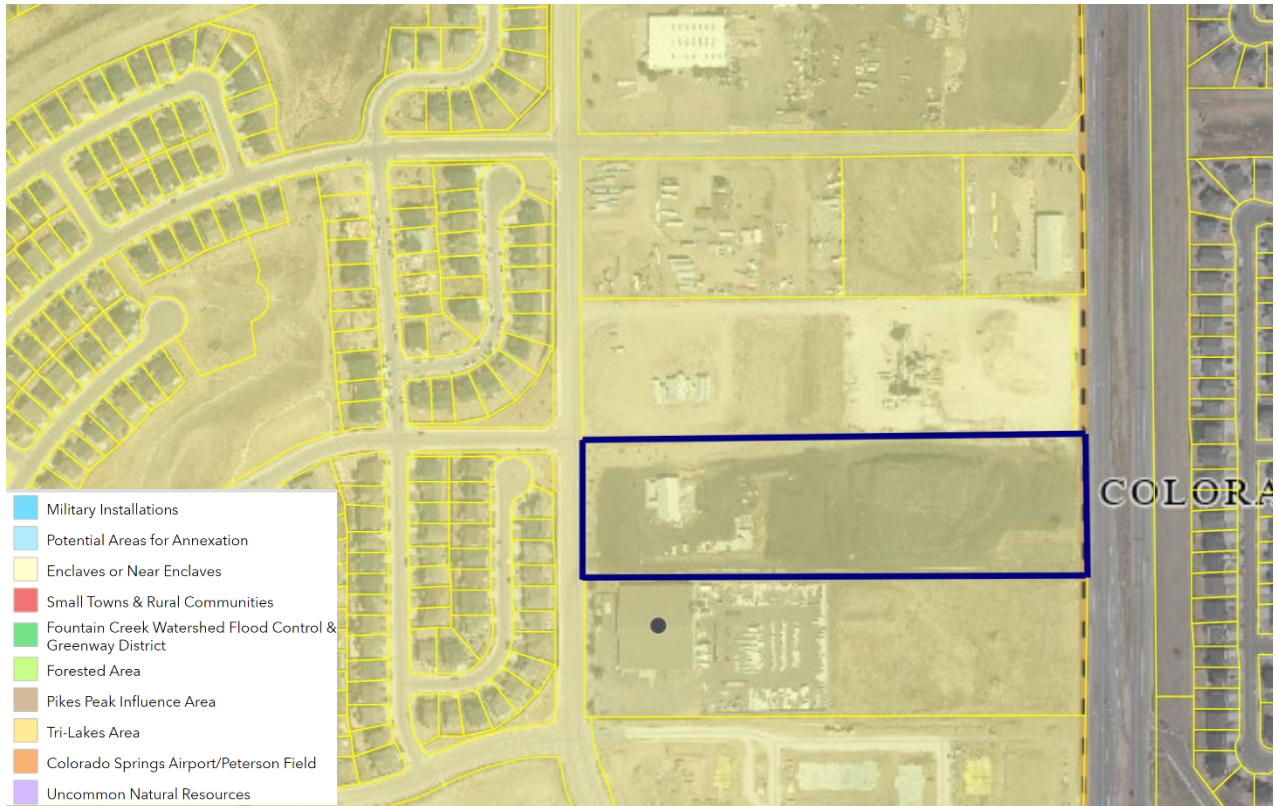 COLORA
Military Installations
Potential Areas for Annexation
Enclaves or Near Enclaves
Small Towns & Rural Communities
Fountain Creek Watershed Flood Control &
Greenway District
Forested Area
Pikes Peak Influence Area
Tri-Lakes Area
Colorado Springs Airport/Peterson Field
Uncommon Natural Resources